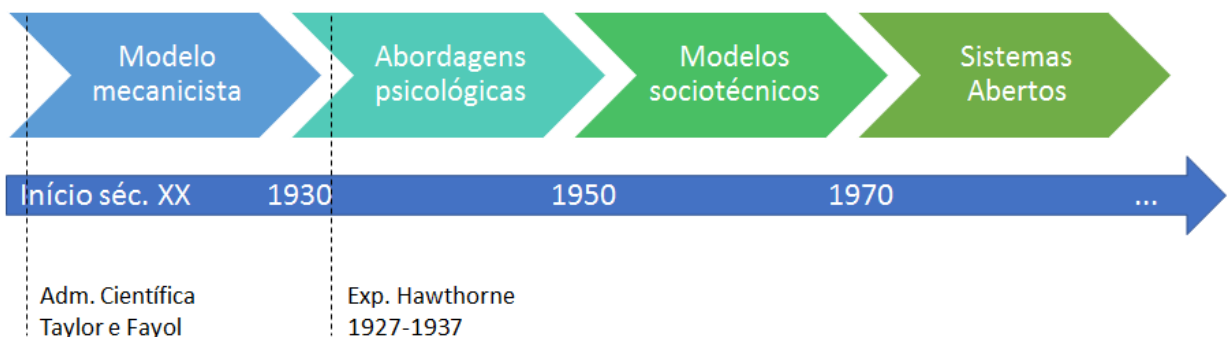 Modelo
mecanicista
Abordagens
psicológicas
Modelos
sociotécnicos
Sistemas
Abertos
Início séc. XX 1930 1950 1970 ...
Adm. Científica
Taylor e Fayol
Exp. Hawthorne
1927-1937